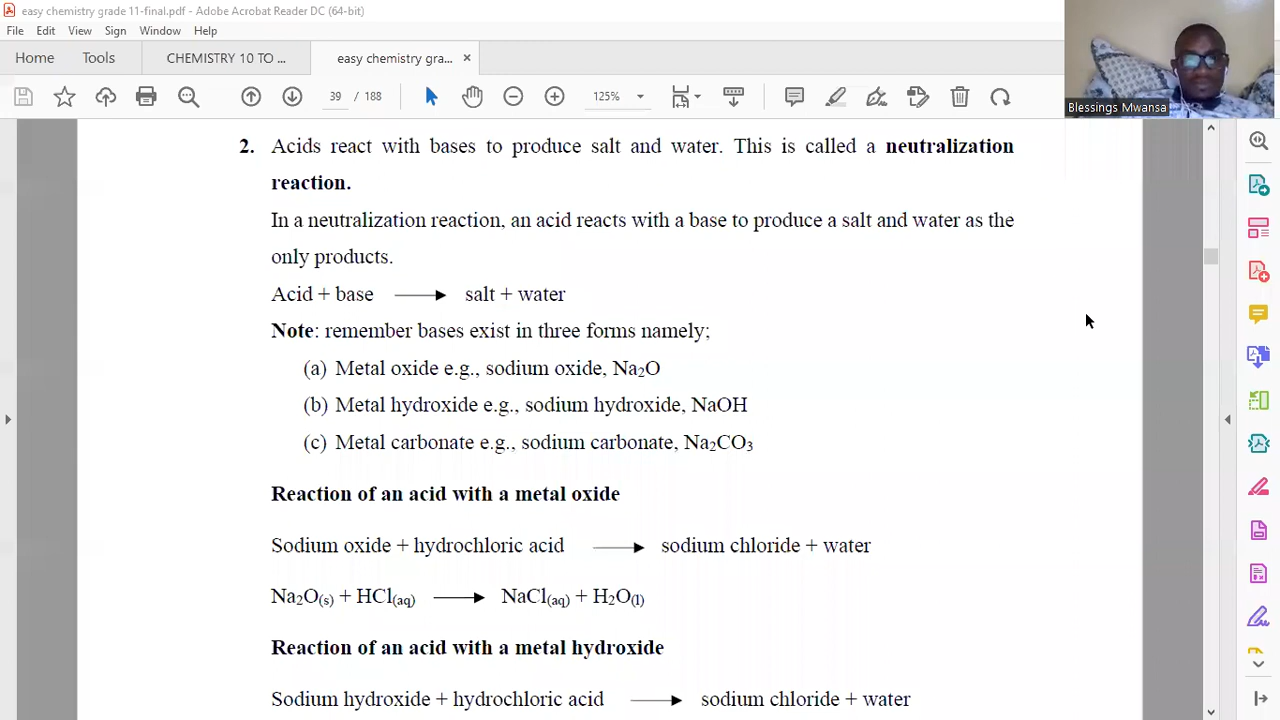 easy chemistry grade 11-final.pdf - Adobe Acrobat Reader DC (64-bit)
File Edit View Sign Window Help
Home Tools CHEMISTRY 10 TO ... easy chemistry gra... ×
39 / 188 125%
Blessings Mwansa
2. Acids react with bases to produce salt and water. This is called a neutralization
reaction.
In a neutralization reaction, an acid reacts with a base to produce a salt and water as the
only products.
Acid + base ⟶ salt + water
Note: remember bases exist in three forms namely;
(a) Metal oxide e.g., sodium oxide, Na₂O
(b) Metal hydroxide e.g., sodium hydroxide, NaOH
(c) Metal carbonate e.g., sodium carbonate, Na₂CO₃
Reaction of an acid with a metal oxide
Sodium oxide + hydrochloric acid ⟶ sodium chloride + water
Na₂O(s) + HCl(aq) ⟶ NaCl(aq) + H₂O(l)
Reaction of an acid with a metal hydroxide
Sodium hydroxide + hydrochloric acid ⟶ sodium chloride + water